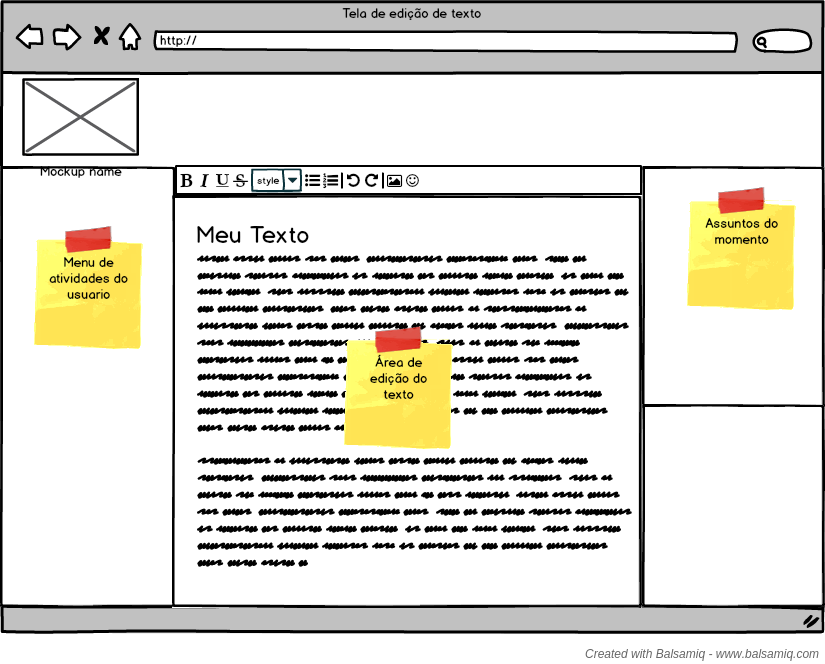 Tela de edição de texto
http://
Mockup name
B I U S style
Menu de
atividades do
usuario
Meu Texto
Área de
edição do
texto
Assuntos do
momento
Created with Balsamiq - www.balsamiq.com